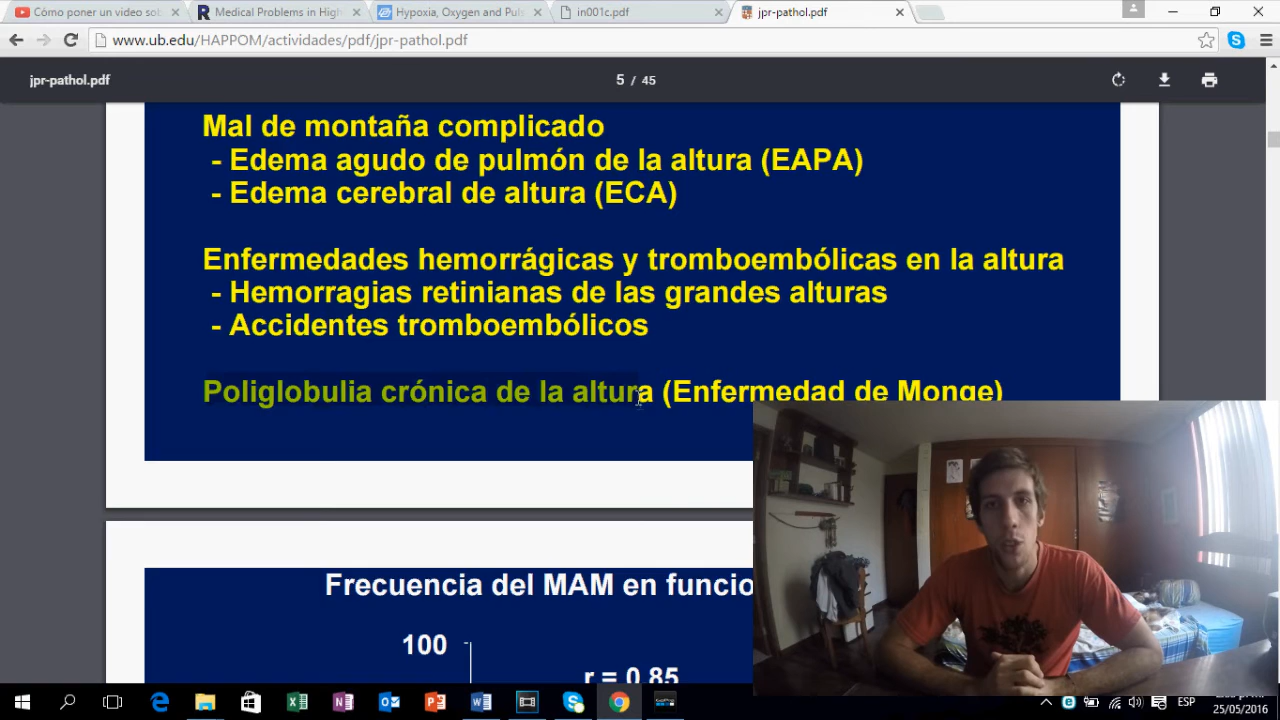 Cómo poner un video sob
Medical Problems in High
Hypoxia, Oxygen and Puls
in001c.pdf
jpr-pathol.pdf
www.ub.edu/HAPPOM/actividades/pdf/jpr-pathol.pdf
jpr-pathol.pdf
5 / 45
Mal de montaña complicado
- Edema agudo de pulmón de la altura (EAPA)
- Edema cerebral de altura (ECA)
Enfermedades hemorrágicas y tromboembólicas en la altura
- Hemorragias retinianas de las grandes alturas
- Accidentes tromboembólicos
Poliglobulia crónica de la altura (Enfermedad de Monge)
Frecuencia del MAM en funcio
100
r = 0.85
ESP
25/05/2016